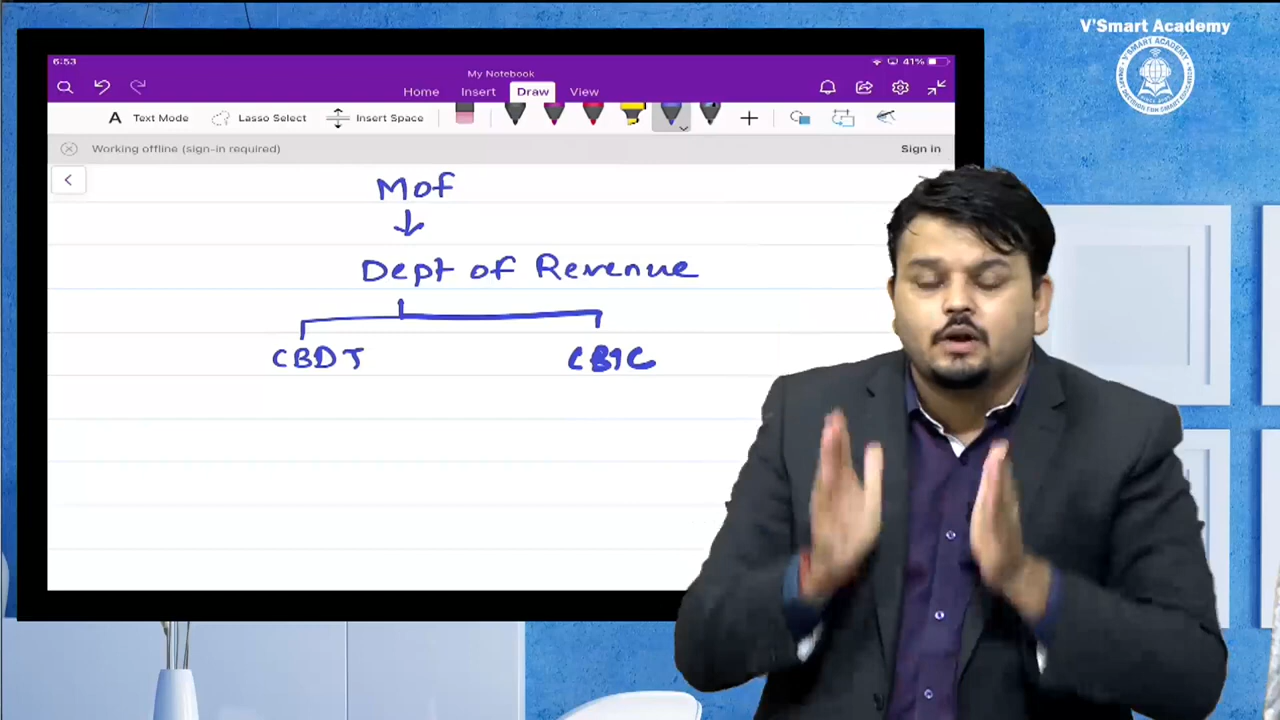 V'Smart Academy
6:53
41%
My Notebook
Home Insert Draw View
Text Mode Lasso Select Insert Space
Working offline (sign-in required) Sign in
Mof
Dept of Revenue
CBDT CBIC